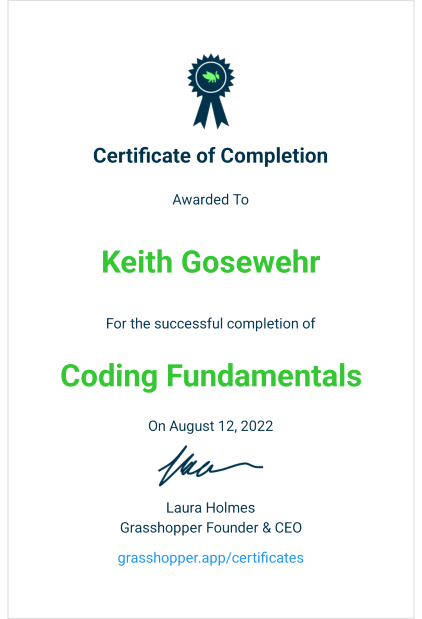 Certificate of Completion
Awarded To
Keith Gosewehr
For the successful completion of
Coding Fundamentals
On August 12, 2022
Laura Holmes
Grasshopper Founder & CEO
grasshopper.app/certificates